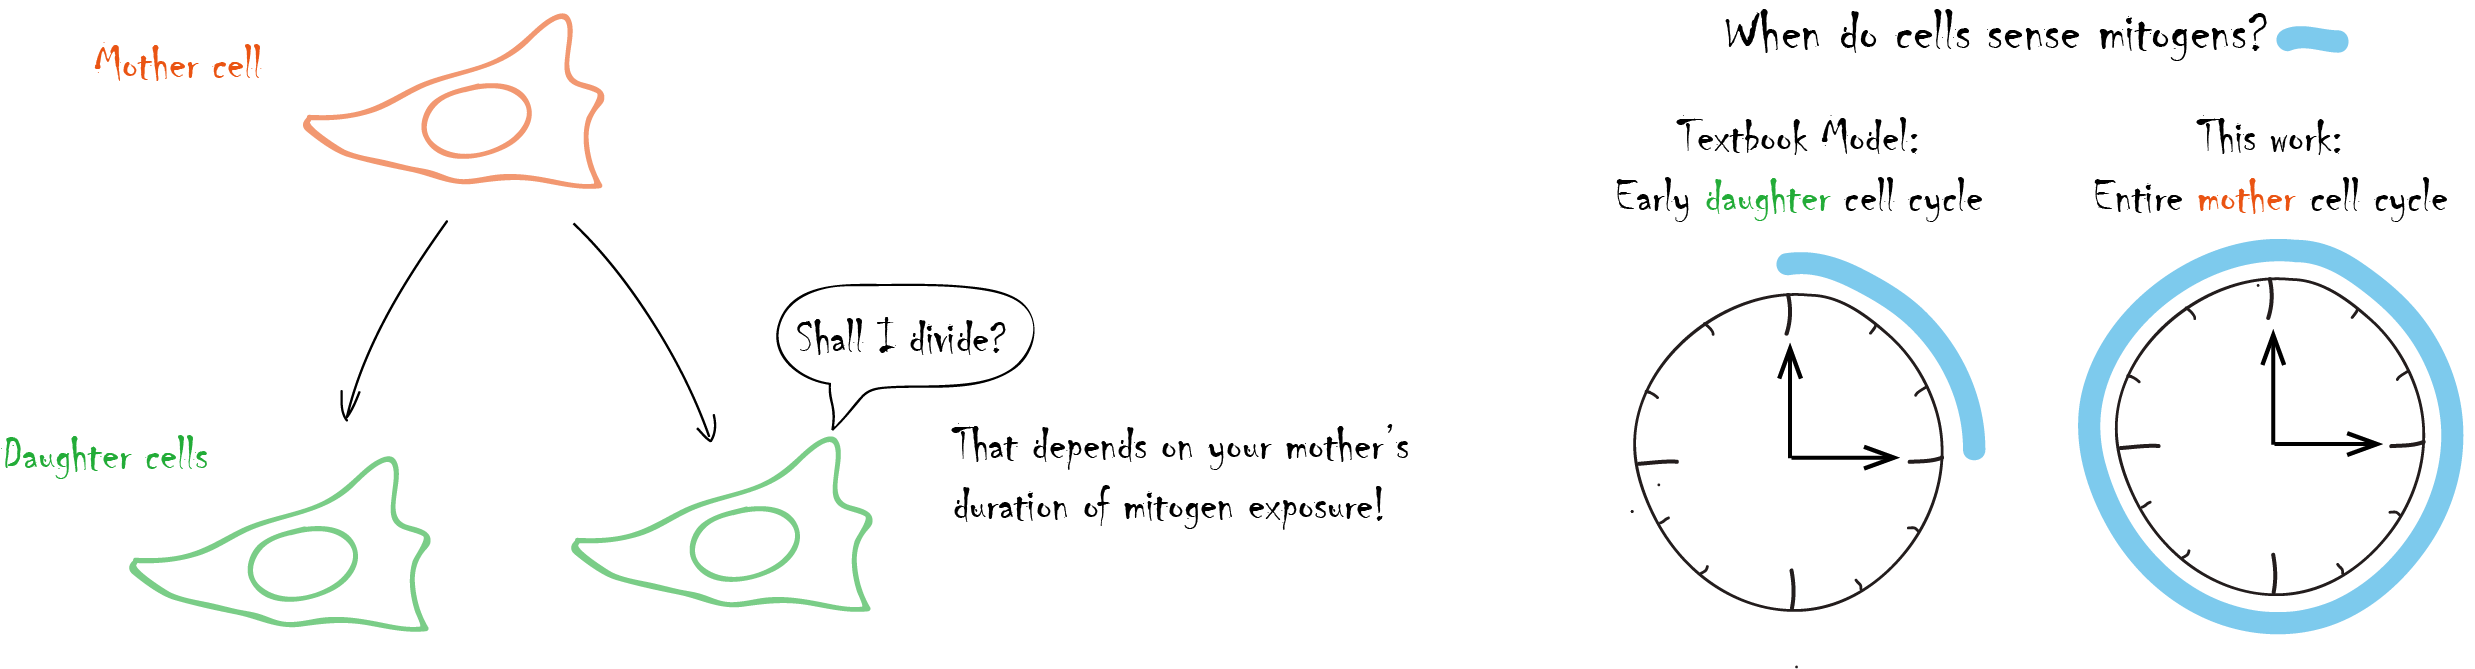 Mother cell
Shall I divide?
Daughter cells
That depends on your mother's
duration of mitogen exposure!
When do cells sense mitogens?
Textbook Model:
Early daughter cell cycle
This work:
Entire mother cell cycle